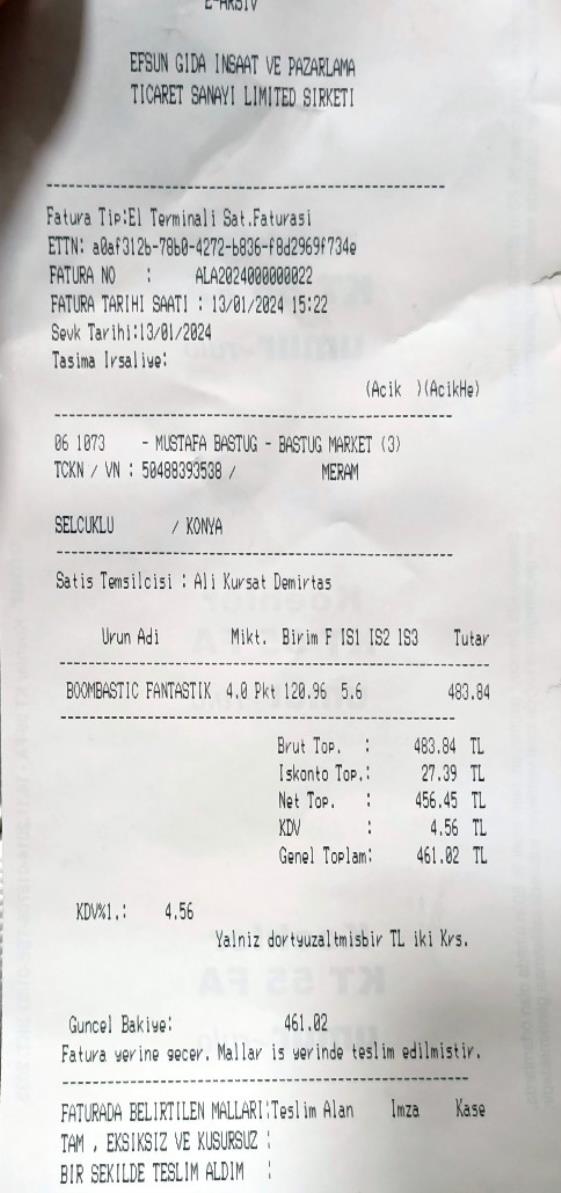 E-ARSIV
EFSUN GIDA INSAAT VE PAZARLAMA
TICARET SANAYI LIMITED SIRKETI
Fatura Tip:El Terminali Sat.Faturasi
ETTN: a0af312b-78b0-4272-b836-f8d2969f734e
FATURA NO : ALA2024000000022
FATURA TARIHI SAATI : 13/01/2024 15:22
Sevk Tarihi:13/01/2024
Tasima Irsaliye:
(Acik )(AcikHe)
06 1073 - MUSTAFA BASTUG - BASTUG MARKET (3)
TCKN / VN : 50488393538 / MERAM
SELCUKLU / KONYA
Satis Temsilcisi : Ali Kursat Demirtas
Urun Adi Mikt. Birim F IS1 IS2 IS3 Tutar
BOOMBASTIC FANTASTIK 4.0 Pkt 120.96 5.6 483.84
Brut Top. : 483.84 TL
Iskonto Top.: 27.39 TL
Net Top. : 456.45 TL
KDV : 4.56 TL
Genel Toplam: 461.02 TL
KDV%1.: 4.56
Yalniz dortyuzaltmisbir TL iki Krs.
Guncel Bakiye: 461.02
Fatura yerine gecer. Mallar is yerinde teslim edilmistir.
FATURADA BELIRTILEN MALLARI:Teslim Alan Imza Kase
TAM , EKSIKSIZ VE KUSURSUZ :
BIR SEKILDE TESLIM ALDIM :